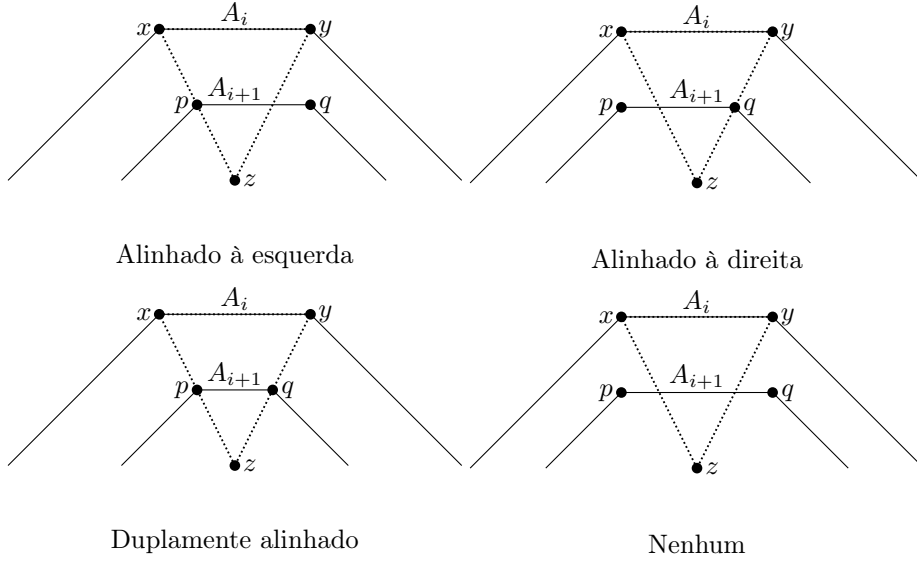 x A_i y
p A_{i+1} q
z
Alinhado à esquerda
x A_i y
p A_{i+1} q
z
Alinhado à direita
x A_i y
p A_{i+1} q
z
Duplamente alinhado
x A_i y
p A_{i+1} q
z
Nenhum